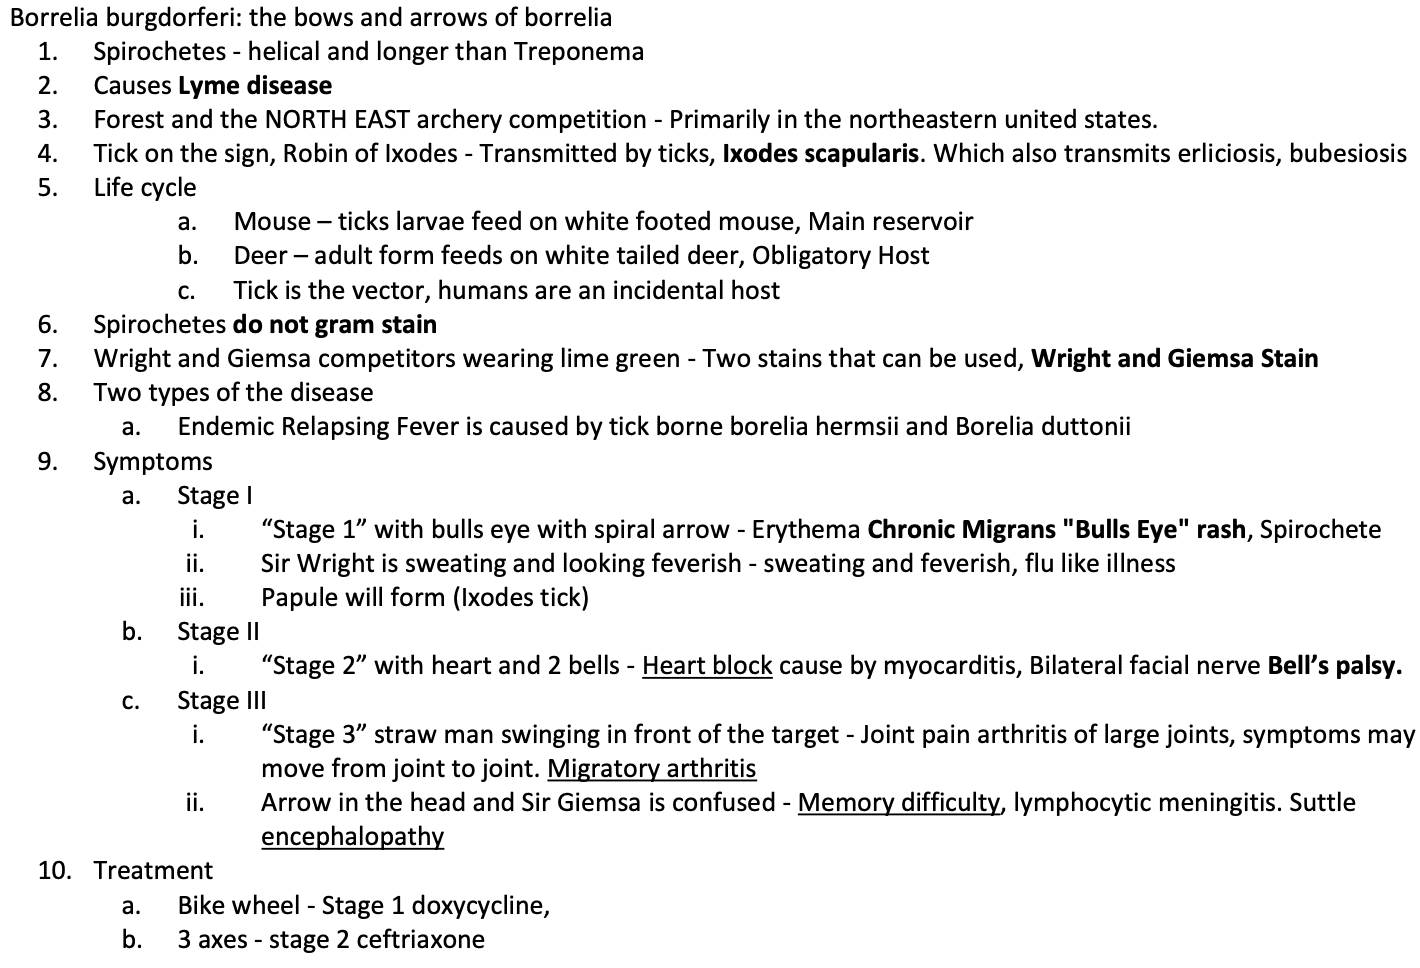 Borrelia burgdorferi: the bows and arrows of borrelia
1. Spirochetes - helical and longer than Treponema
2. Causes Lyme disease
3. Forest and the NORTH EAST archery competition - Primarily in the northeastern united states.
4. Tick on the sign, Robin of Ixodes - Transmitted by ticks, Ixodes scapularis. Which also transmits erliciosis, bubesiosis
5. Life cycle
a. Mouse – ticks larvae feed on white footed mouse, Main reservoir
b. Deer – adult form feeds on white tailed deer, Obligatory Host
c. Tick is the vector, humans are an incidental host
6. Spirochetes do not gram stain
7. Wright and Giemsa competitors wearing lime green - Two stains that can be used, Wright and Giemsa Stain
8. Two types of the disease
a. Endemic Relapsing Fever is caused by tick borne borelia hermsii and Borelia duttonii
9. Symptoms
a. Stage I
i. “Stage 1” with bulls eye with spiral arrow - Erythema Chronic Migrans "Bulls Eye" rash, Spirochete
ii. Sir Wright is sweating and looking feverish - sweating and feverish, flu like illness
iii. Papule will form (Ixodes tick)
b. Stage II
i. “Stage 2” with heart and 2 bells - Heart block cause by myocarditis, Bilateral facial nerve Bell’s palsy.
c. Stage III
i. “Stage 3” straw man swinging in front of the target - Joint pain arthritis of large joints, symptoms may
move from joint to joint. Migratory arthritis
ii. Arrow in the head and Sir Giemsa is confused - Memory difficulty, lymphocytic meningitis. Suttle
encephalopathy
10. Treatment
a. Bike wheel - Stage 1 doxycycline,
b. 3 axes - stage 2 ceftriaxone